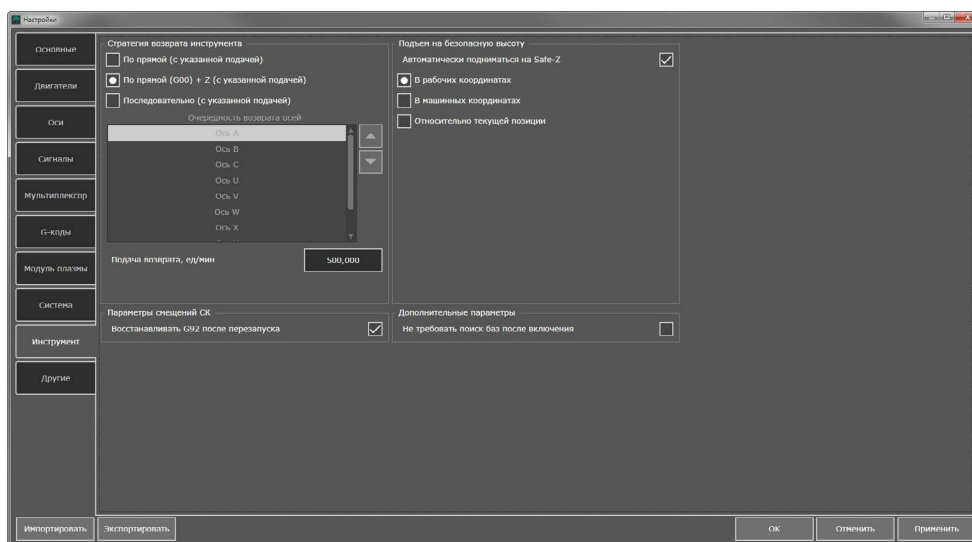 Настройки
Основные
Двигатели
Оси
Сигналы
Мультиплексор
G-коды
Модуль плазмы
Система
Инструмент
Другие
Стратегия возврата инструмента
По прямой (с указанной подачей)
По прямой (G00) + Z (с указанной подачей)
Последовательно (с указанной подачей)
Очередность возврата осей
Ось A
Ось B
Ось C
Ось U
Ось V
Ось W
Ось X
Подача возврата, ед/мин
500,000
Подъем на безопасную высоту
Автоматически подниматься на Safe-Z
В рабочих координатах
В машинных координатах
Относительно текущей позиции
Параметры смещений СК
Восстанавливать G92 после перезапуска
Дополнительные параметры
Не требовать поиск баз после включения
Импортировать
Экспортировать
ОК
Отменить
Применить